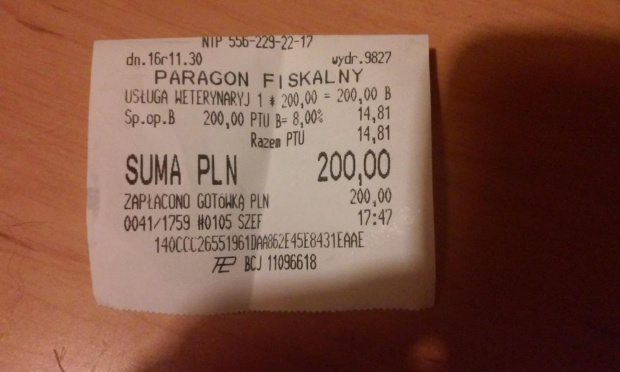 NIP 556-229-22-17
dn.16r11.30 wydr.9827
PARAGON FISKALNY
USŁUGA WETERYNARYJ 1 * 200,00 = 200,00 B
Sp.op.B 200,00 PTU B= 8,00% 14,81
Razem PTU 14,81
SUMA PLN 200,00
ZAPŁACONO GOTÓWKĄ PLN 200,00
0041/1759 #0105 SZEF 17:47
140CCC26551961DAA862E45E8431EAAE
BCJ 11096618